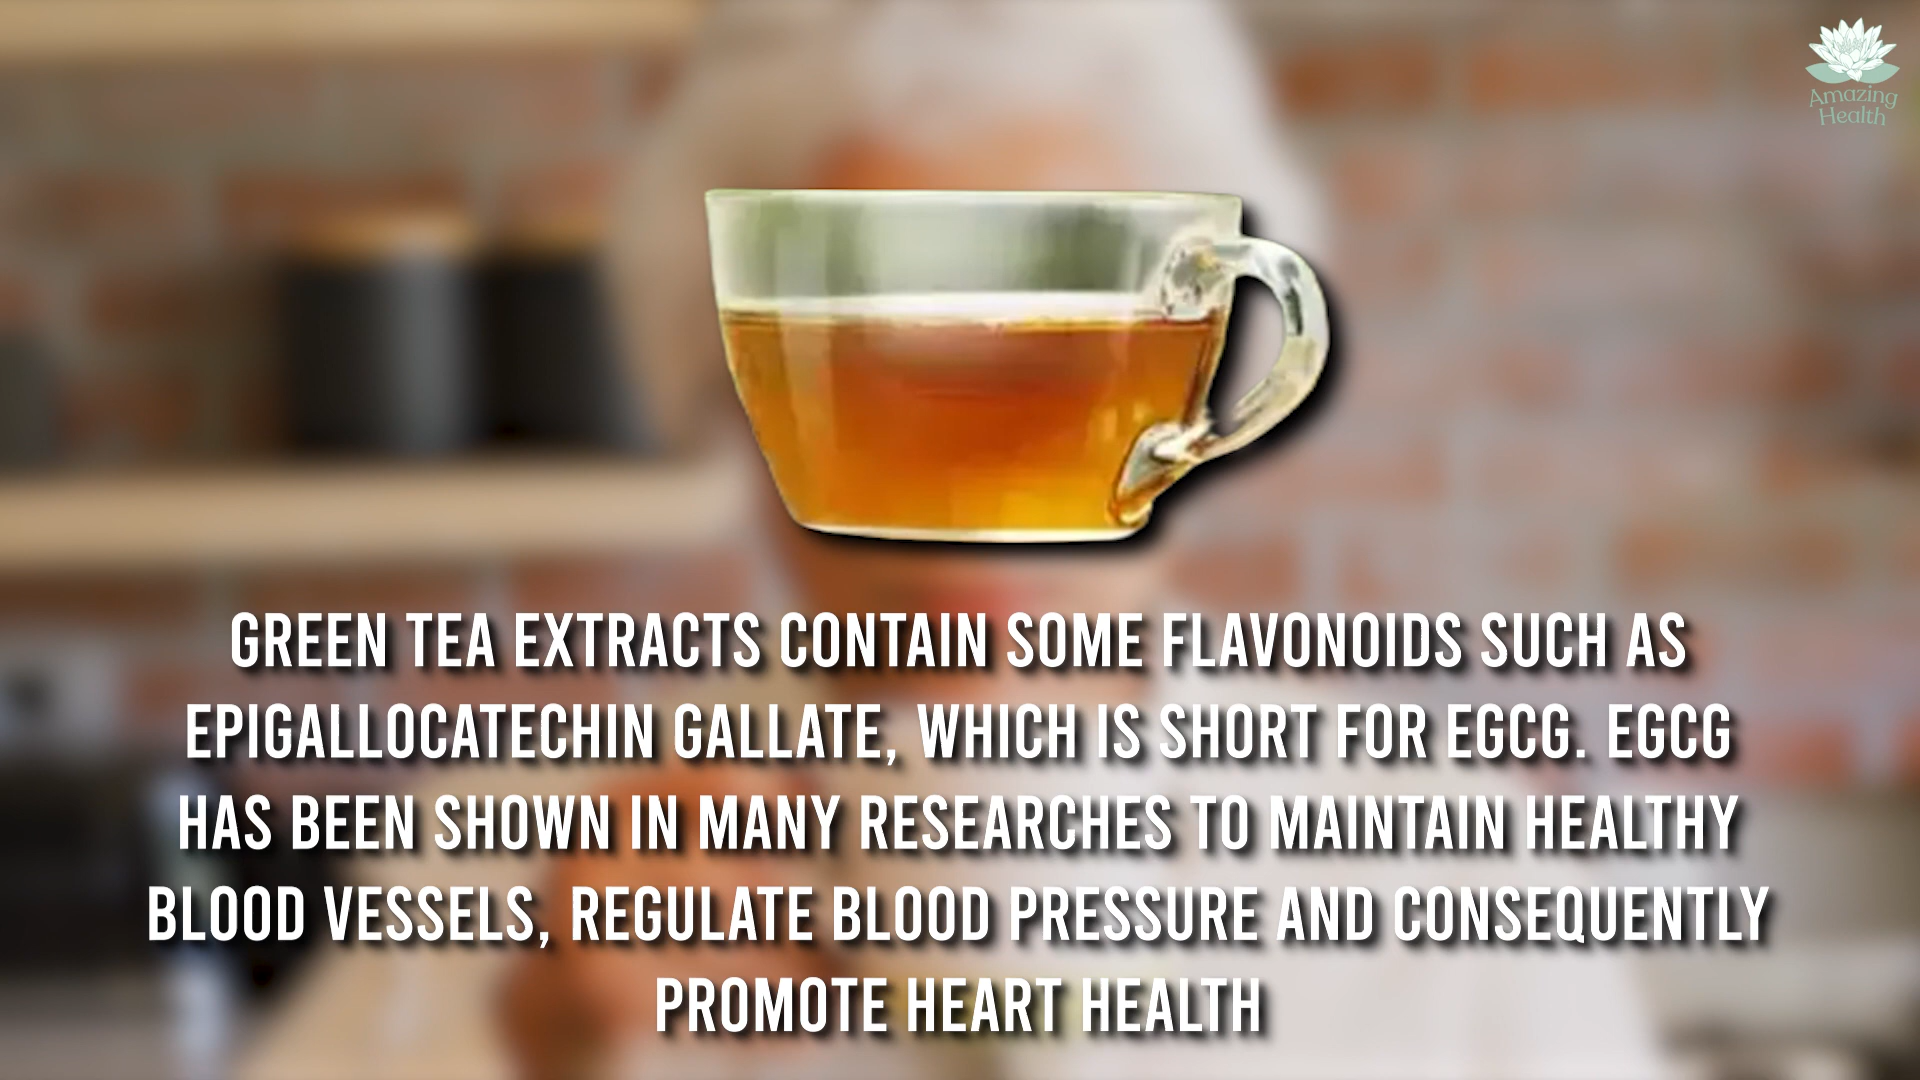 Amazing
Health
GREEN TEA EXTRACTS CONTAIN SOME FLAVONOIDS SUCH AS
EPIGALLOCATECHIN GALLATE, WHICH IS SHORT FOR EGCG. EGCG
HAS BEEN SHOWN IN MANY RESEARCHES TO MAINTAIN HEALTHY
BLOOD VESSELS, REGULATE BLOOD PRESSURE AND CONSEQUENTLY
PROMOTE HEART HEALTH